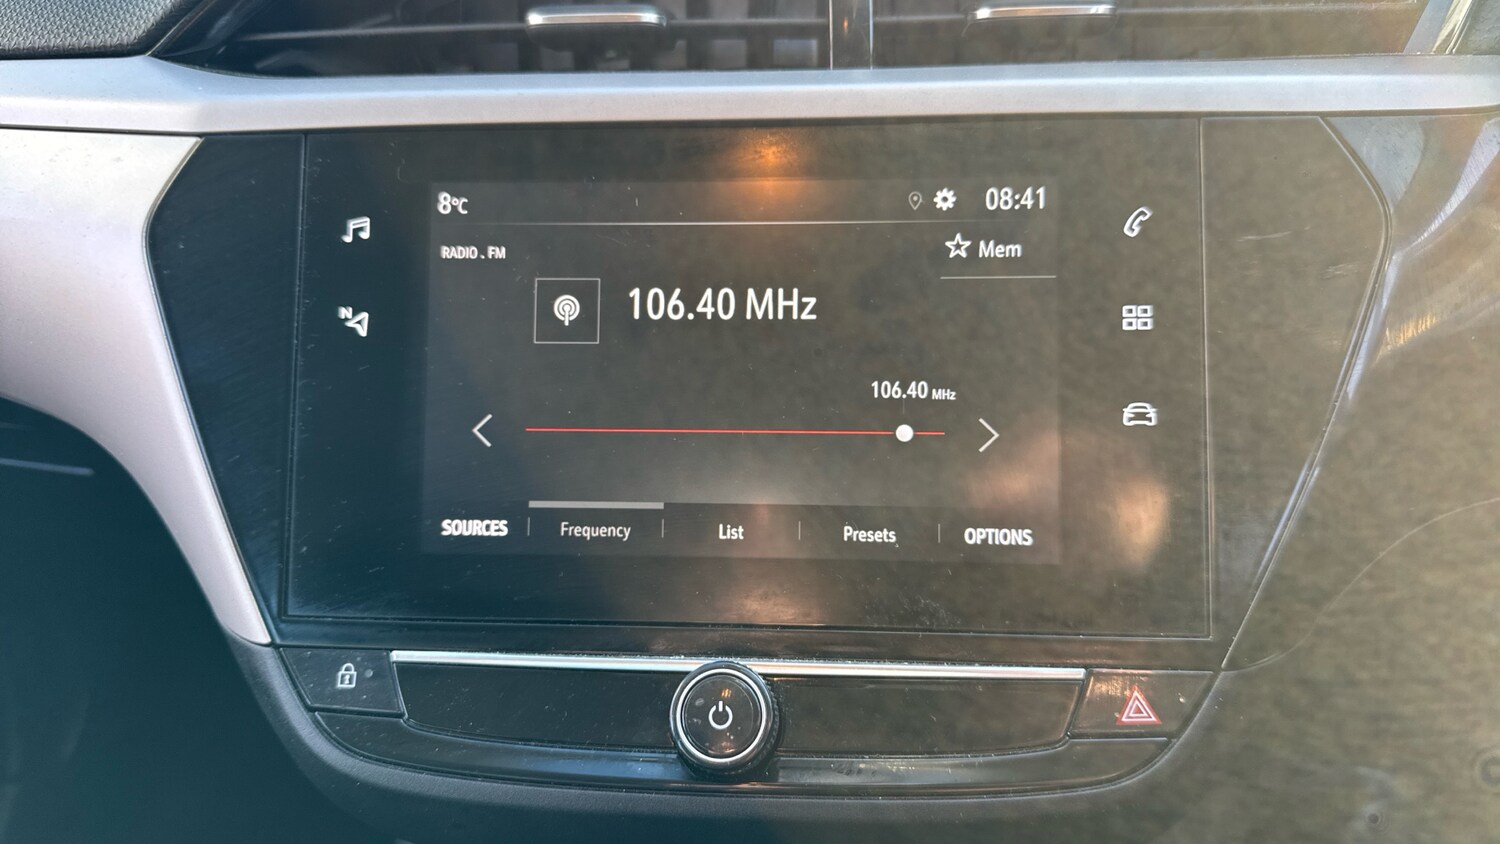 8°C 08:41
RADIO . FM
Mem
106.40 MHz
106.40 MHz
N
SOURCES Frequency List Presets OPTIONS